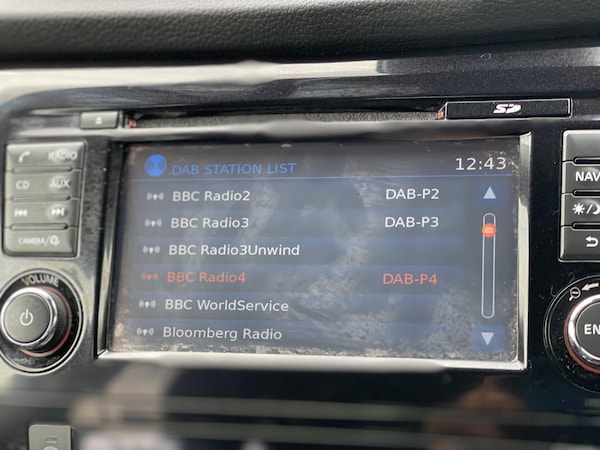 SD
RADIO
CD AUX
CAMERA
VOLUME
DAB STATION LIST 12:43
BBC Radio2 DAB-P2
BBC Radio3 DAB-P3
BBC Radio3Unwind
BBC Radio4 DAB-P4
BBC WorldService
Bloomberg Radio
NAV
EN